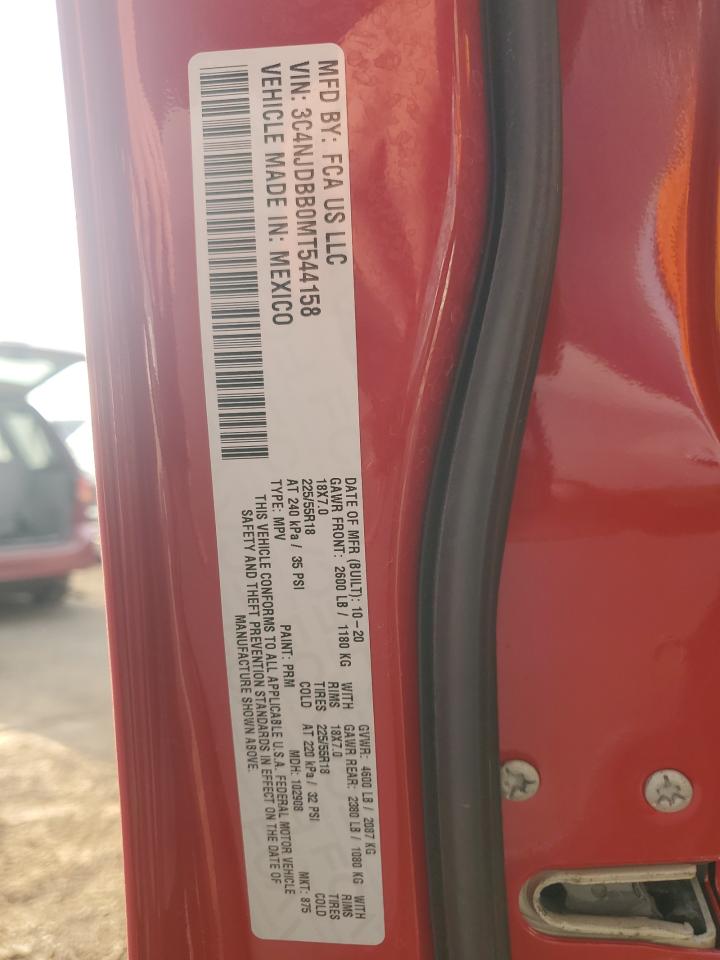 MFD BY: FCA US LLC
VIN: 3C4NJDBB0MT544158
VEHICLE MADE IN: MEXICO
DATE OF MFR (BUILT): 10-20 GVWR: 4600 LB / 2087 KG
GAWR FRONT: 2600 LB / 1180 KG WITH GAWR REAR: 2380 LB / 1080 KG WITH
18X7.0 RIMS 18X7.0 RIMS
225/55R18 TIRES 225/55R18 TIRES
AT 240 kPa / 35 PSI COLD AT 220 kPa / 32 PSI COLD
TYPE: MPV PAINT: PRM MDH: 102908 MKT: 875
THIS VEHICLE CONFORMS TO ALL APPLICABLE U.S.A. FEDERAL MOTOR VEHICLE
SAFETY AND THEFT PREVENTION STANDARDS IN EFFECT ON THE DATE OF
MANUFACTURE SHOWN ABOVE.